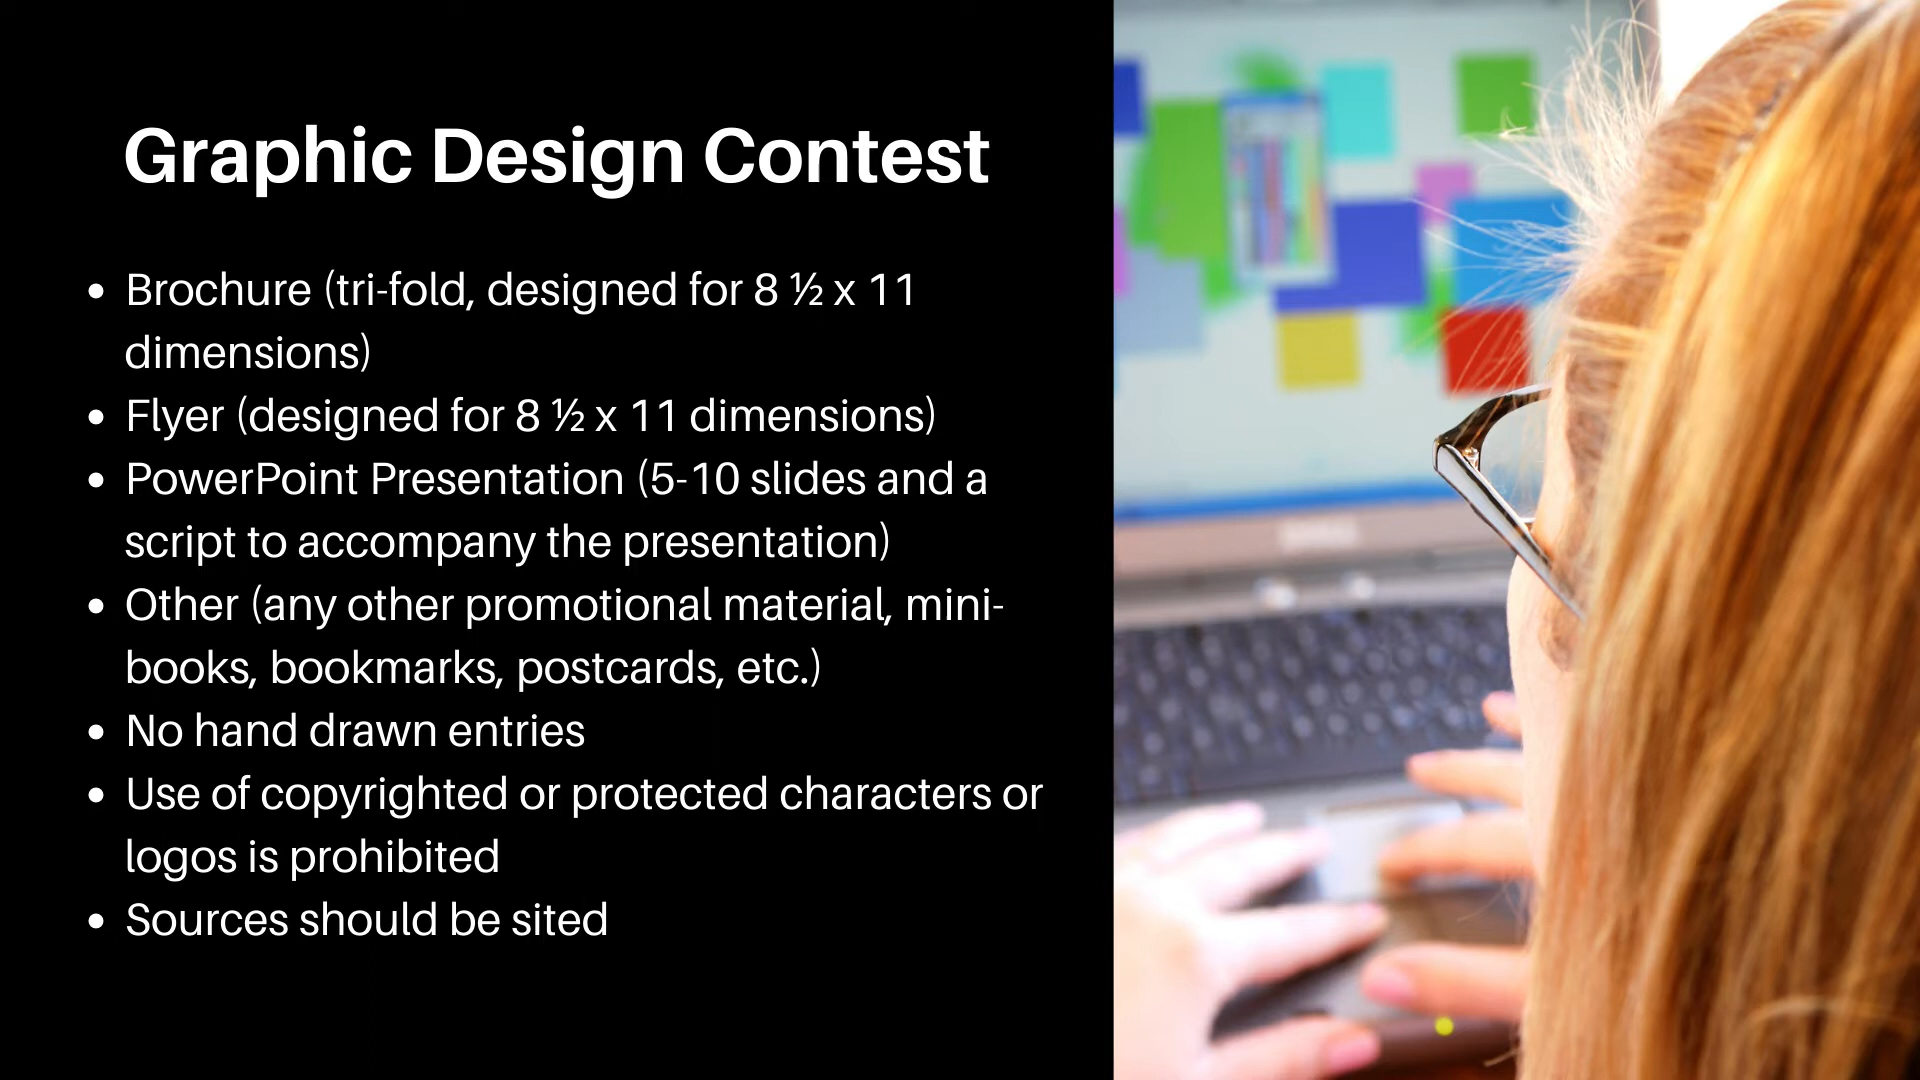 Graphic Design Contest
• Brochure (tri-fold, designed for 8 ½ x 11
dimensions)
• Flyer (designed for 8 ½ x 11 dimensions)
• PowerPoint Presentation (5-10 slides and a
script to accompany the presentation)
• Other (any other promotional material, mini-
books, bookmarks, postcards, etc.)
• No hand drawn entries
• Use of copyrighted or protected characters or
logos is prohibited
• Sources should be sited